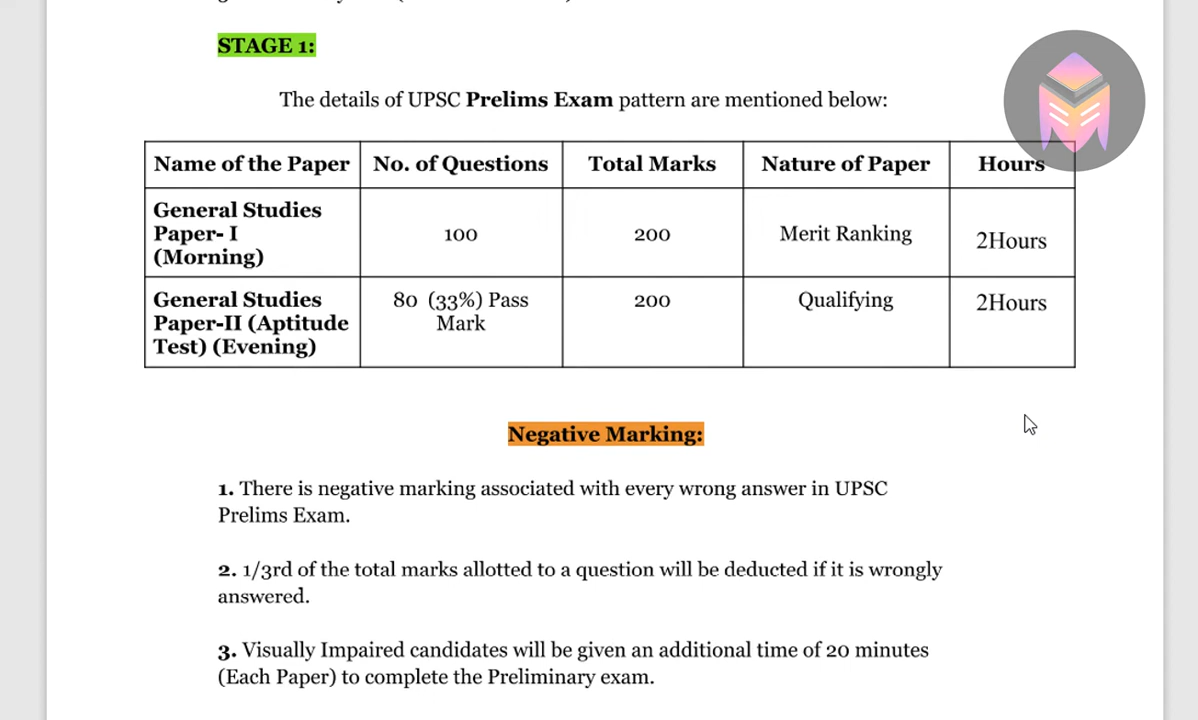 STAGE 1:
The details of UPSC Prelims Exam pattern are mentioned below:
Name of the Paper No. of Questions Total Marks Nature of Paper Hours
General Studies
Paper- I
(Morning)
100
200
Merit Ranking
2Hours
General Studies
Paper-II (Aptitude
Test) (Evening)
80 (33%) Pass
Mark
200
Qualifying
2Hours
Negative Marking:
1. There is negative marking associated with every wrong answer in UPSC
Prelims Exam.
2. 1/3rd of the total marks allotted to a question will be deducted if it is wrongly
answered.
3. Visually Impaired candidates will be given an additional time of 20 minutes
(Each Paper) to complete the Preliminary exam.